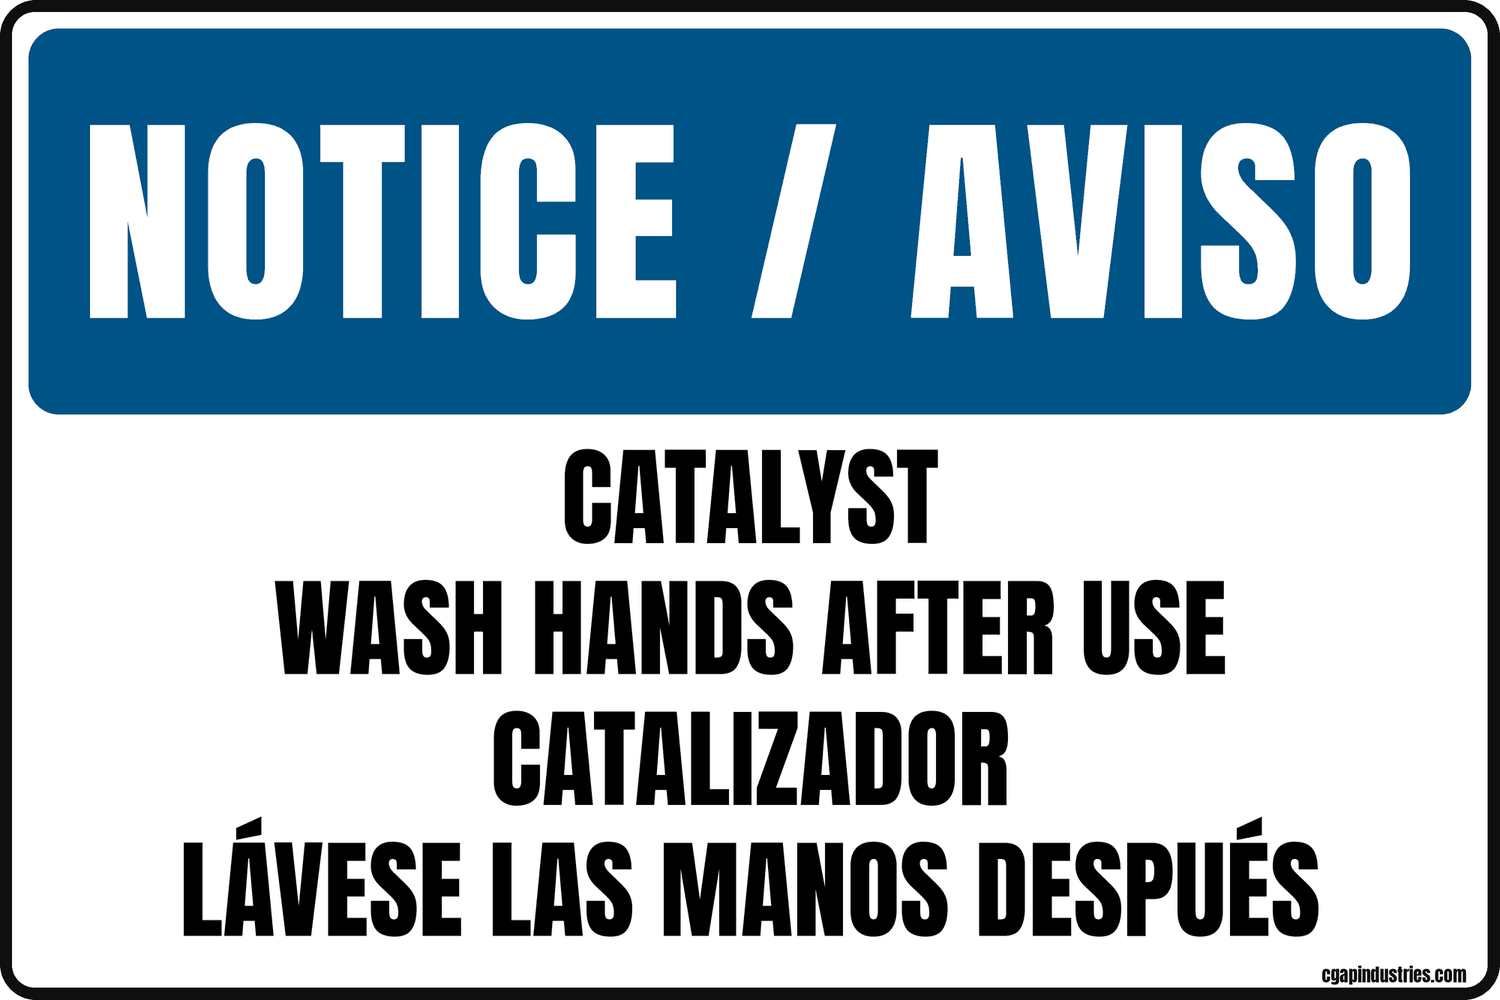 NOTICE / AVISO
CATALYST
WASH HANDS AFTER USE
CATALIZADOR
LÁVESE LAS MANOS DESPUÉS
cgapindustries.com